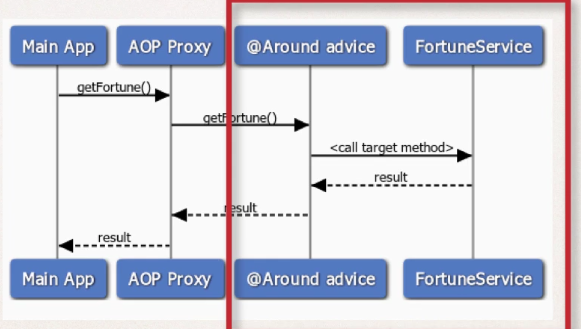 Main App AOP Proxy @Around advice FortuneService
getFortune()
getFortune()
<call target method>
result
result
result
Main App AOP Proxy @Around advice FortuneService